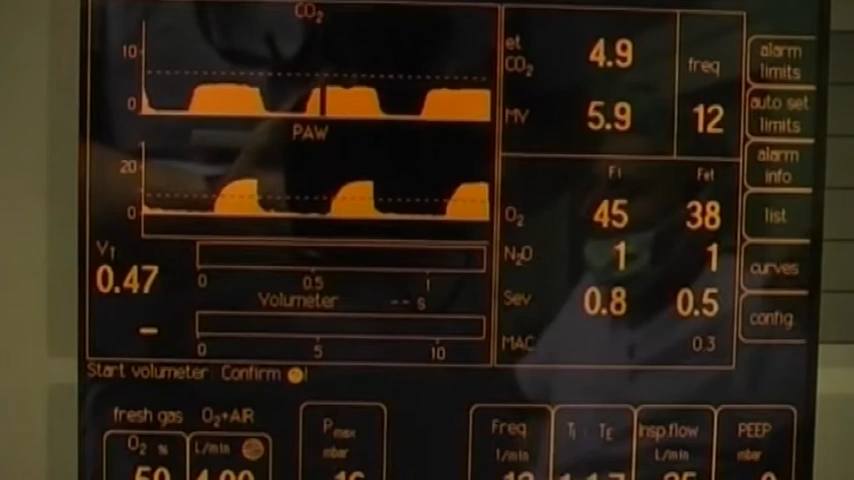 CO₂
10
0
PAW
20
0
et CO₂ 4.9
MV 5.9
freq 12
Fi Fet
O₂ 45 38
N₂O 1 1
Sev 0.8 0.5
MAC 0.3
alarm limits
auto set limits
alarm info
list
curves
config.
VT 0.47
0 0.5 1
Volumeter -- s
-
0 5 10
Start volumeter: Confirm !
fresh gas O₂+AIR
O₂ % 50
L/min
Pmax mbar
Freq 1/min
TI : TE
Insp.flow L/min
PEEP mbar